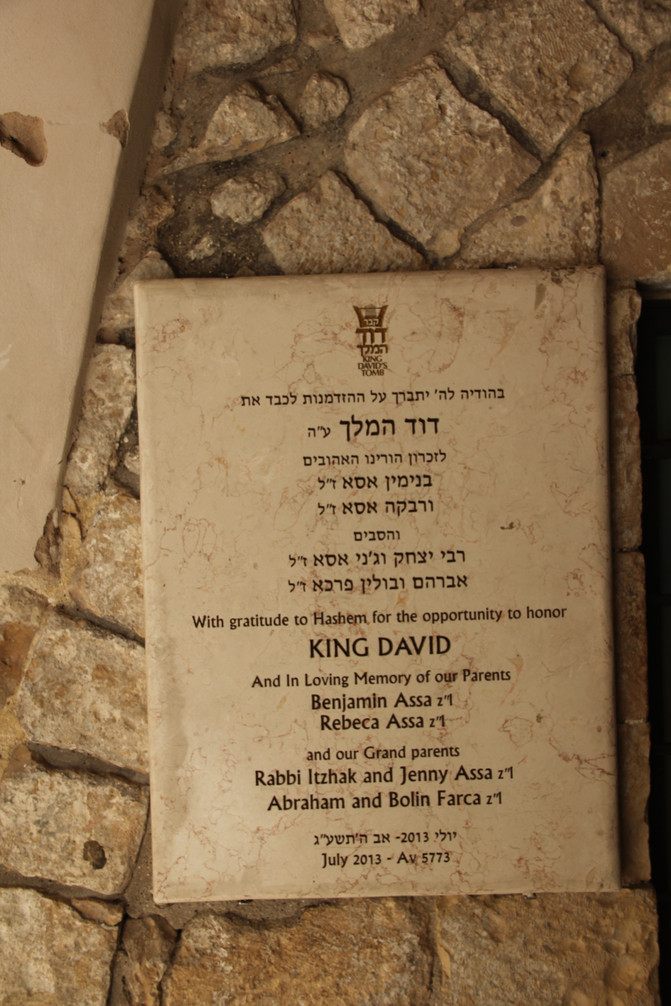 קבר
דוד
המלך
KING
DAVID'S
TOMB
בהודיה לה' יתברך על ההזדמנות לכבד את
דוד המלך ע״ה
לזכרון הורינו האהובים
בנימין אסא ז״ל
ורבקה אסא ז״ל
והסבים
רבי יצחק וג׳ני אסא ז״ל
אברהם ובולין פרכא ז״ל
With gratitude to Hashem for the opportunity to honor
KING DAVID
And In Loving Memory of our Parents
Benjamin Assa z"l
Rebeca Assa z"l
and our Grand parents
Rabbi Itzhak and Jenny Assa z"l
Abraham and Bolin Farca z"l
יולי 2013- אב ה׳תשע״ג
July 2013 - Av 5773